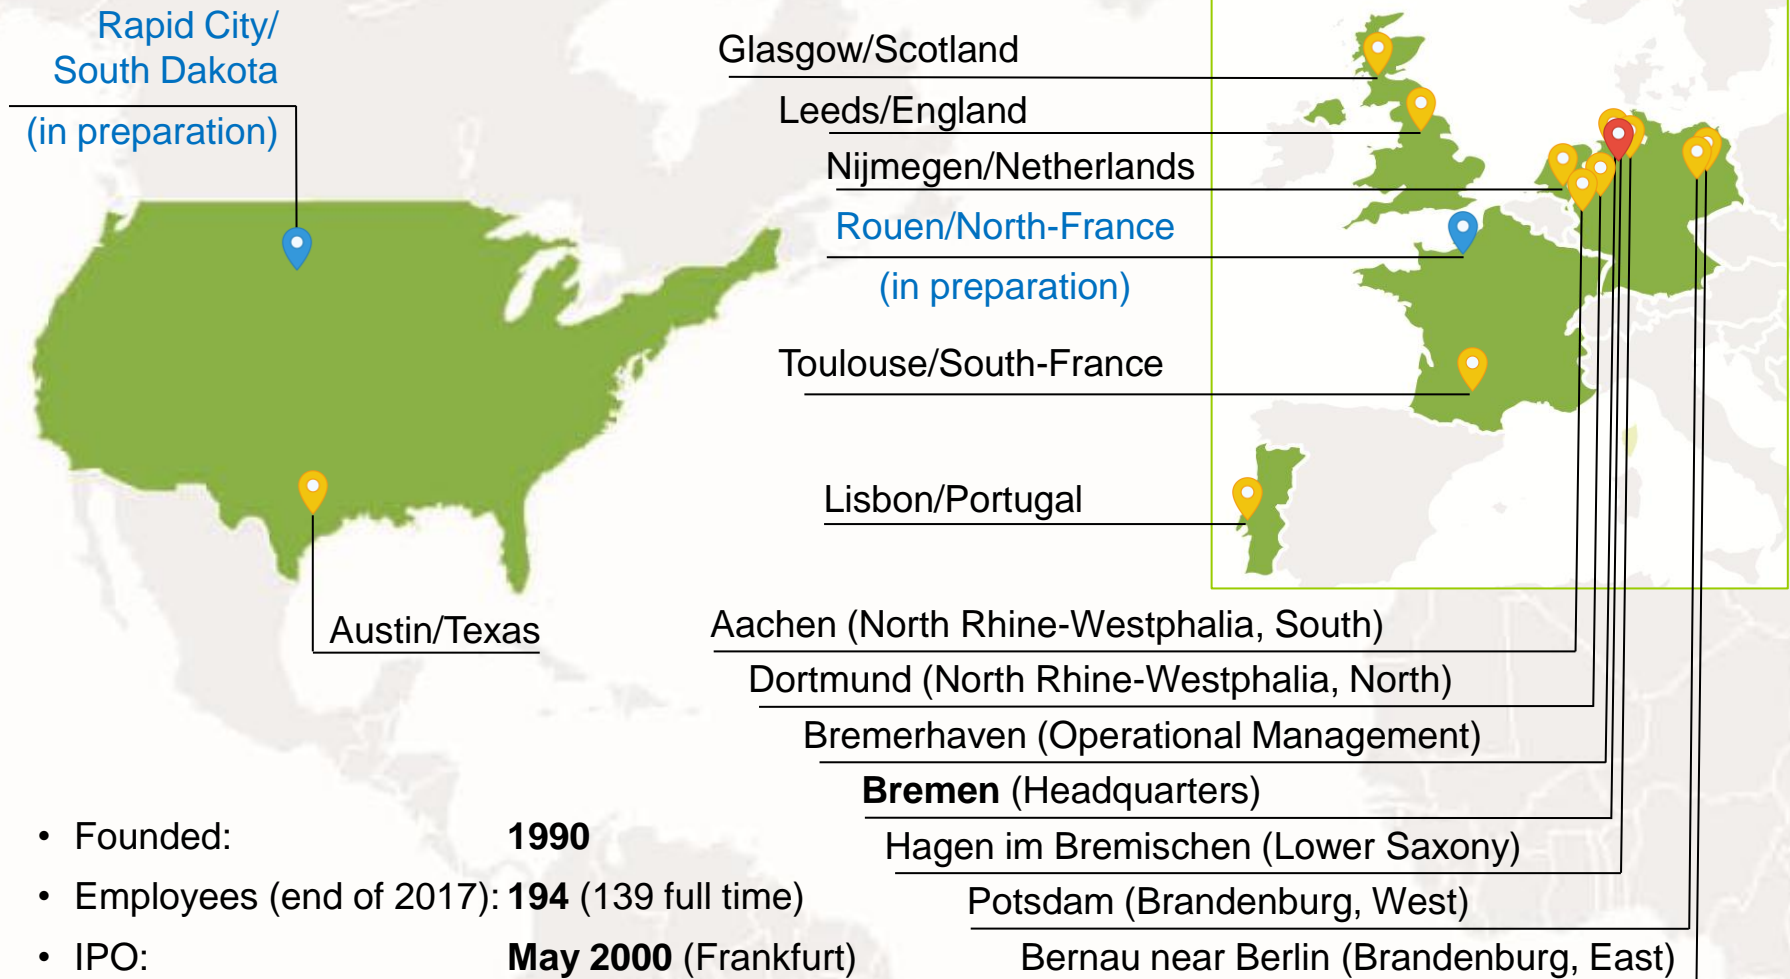 Rapid City/
South Dakota
(in preparation)
Austin/Texas
Glasgow/Scotland
Leeds/England
Nijmegen/Netherlands
Rouen/North-France
(in preparation)
Toulouse/South-France
Lisbon/Portugal
Aachen (North Rhine-Westphalia, South)
Dortmund (North Rhine-Westphalia, North)
Bremerhaven (Operational Management)
Bremen (Headquarters)
Hagen im Bremischen (Lower Saxony)
Potsdam (Brandenburg, West)
Bernau near Berlin (Brandenburg, East)
• Founded: 1990
• Employees (end of 2017): 194 (139 full time)
• IPO: May 2000 (Frankfurt)